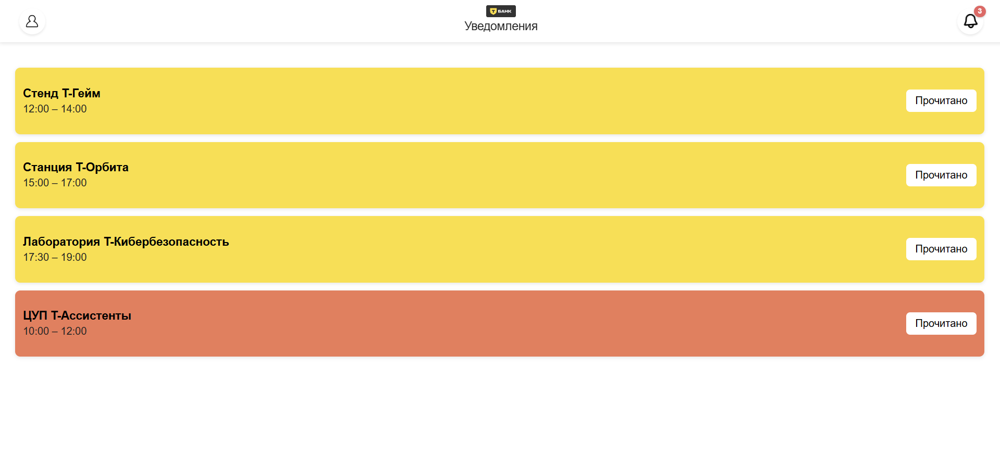 Т БАНК
Уведомления
3
Стенд Т-Гейм
12:00 – 14:00
Прочитано
Станция Т-Орбита
15:00 – 17:00
Прочитано
Лаборатория Т-Кибербезопасность
17:30 – 19:00
Прочитано
ЦУП Т-Ассистенты
10:00 – 12:00
Прочитано